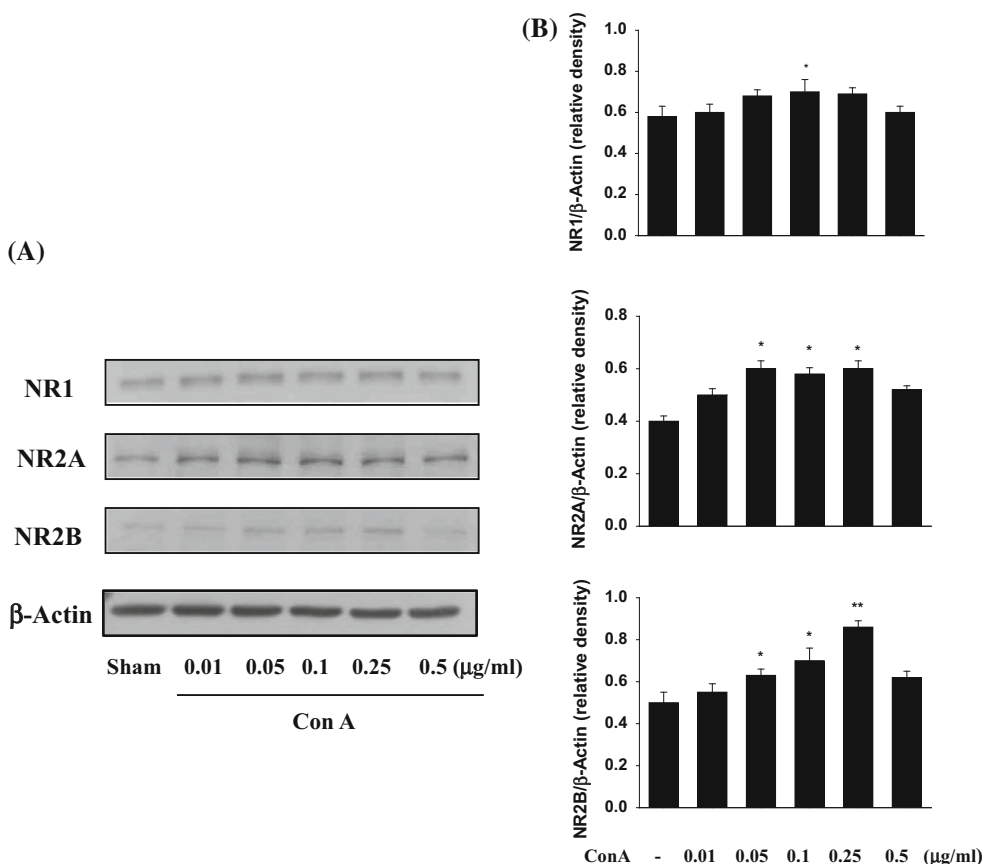 (A)
NR1
NR2A
NR2B
β-Actin
Sham 0.01 0.05 0.1 0.25 0.5 (μg/ml)
Con A
(B)
NR1/β-Actin (relative density)
1.0
0.8
0.6
0.4
0.2
0.0
*
NR2A/β-Actin (relative density)
0.8
0.6
0.4
0.2
0.0
* * *
NR2B/β-Actin (relative density)
1.0
0.8
0.6
0.4
0.2
0.0
* * **
ConA - 0.01 0.05 0.1 0.25 0.5 (μg/ml)